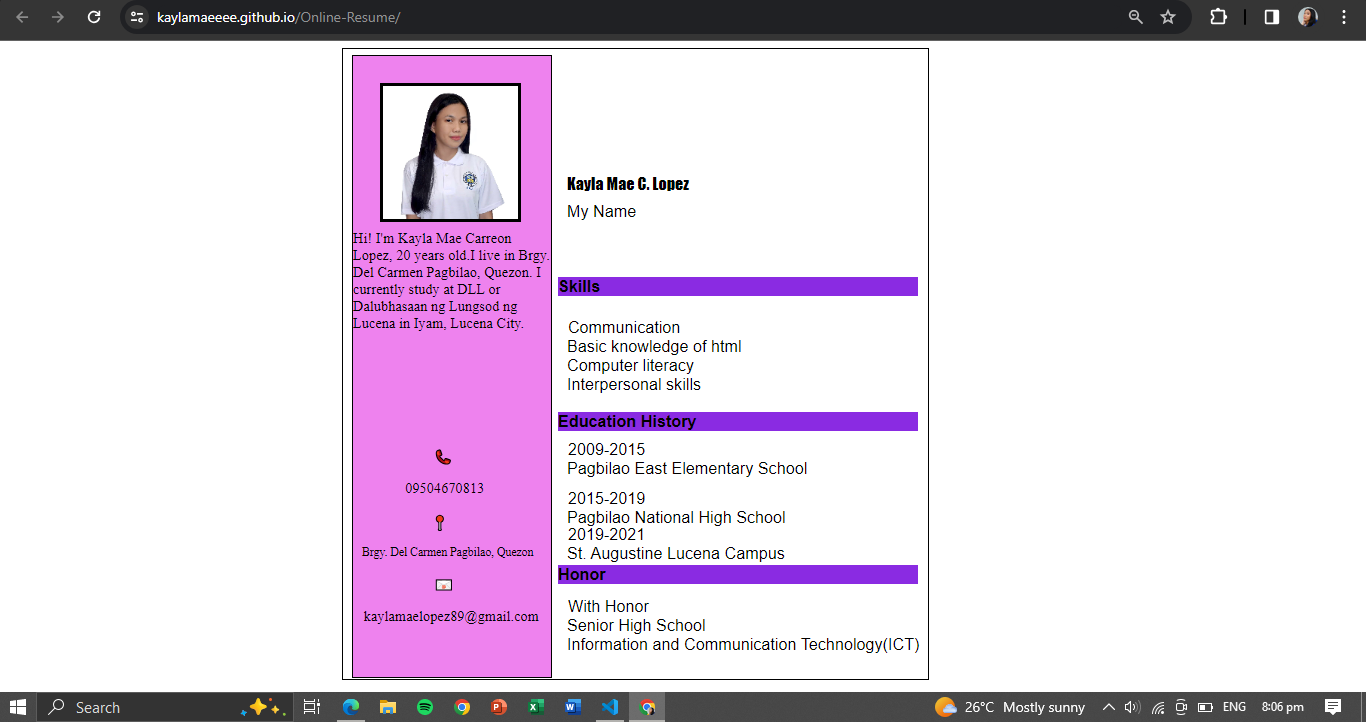 kaylamaeeee.github.io/Online-Resume/
Hi! I'm Kayla Mae Carreon
Lopez, 20 years old.I live in Brgy.
Del Carmen Pagbilao, Quezon. I
currently study at DLL or
Dalubhasaan ng Lungsod ng
Lucena in Iyam, Lucena City.
09504670813
Brgy. Del Carmen Pagbilao, Quezon
kaylamaelopez89@gmail.com
Kayla Mae C. Lopez
My Name
Skills
Communication
Basic knowledge of html
Computer literacy
Interpersonal skills
Education History
2009-2015
Pagbilao East Elementary School
2015-2019
Pagbilao National High School
2019-2021
St. Augustine Lucena Campus
Honor
With Honor
Senior High School
Information and Communication Technology(ICT)
Search
26°C Mostly sunny
ENG
8:06 pm